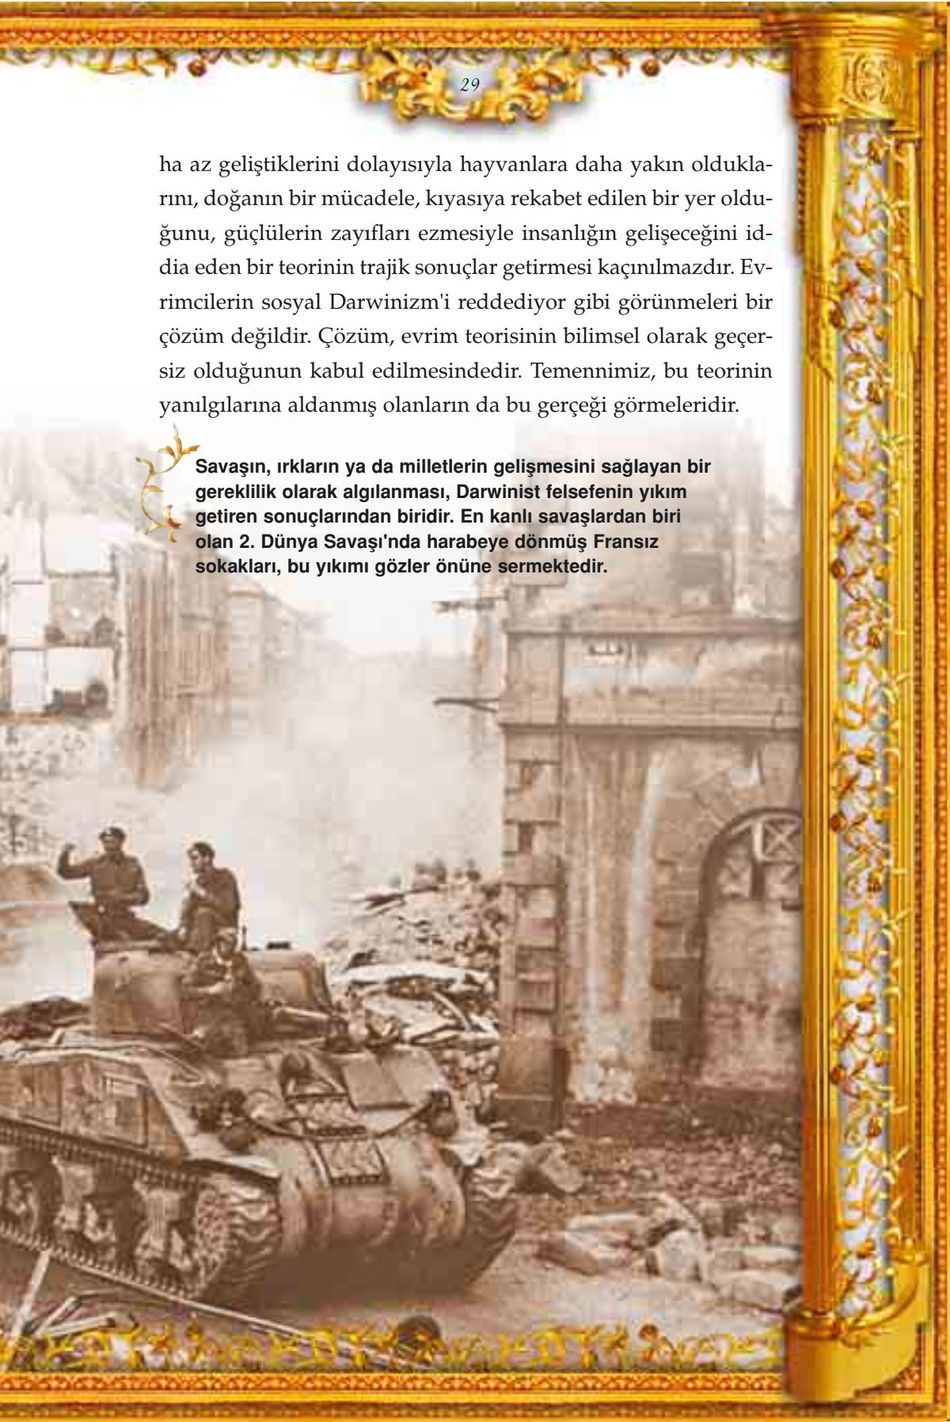 29
ha az geliştiklerini dolayısıyla hayvanlara daha yakın oldukla-
rını, doğanın bir mücadele, kıyasıya rekabet edilen bir yer oldu-
ğunu, güçlülerin zayıfları ezmesiyle insanlığın gelişeceğini id-
dia eden bir teorinin trajik sonuçlar getirmesi kaçınılmazdır. Ev-
rimcilerin sosyal Darwinizm'i reddediyor gibi görünmeleri bir
çözüm değildir. Çözüm, evrim teorisinin bilimsel olarak geçer-
siz olduğunun kabul edilmesindedir. Temennimiz, bu teorinin
yanılgılarına aldanmış olanların da bu gerçeği görmeleridir.
Savaşın, ırkların ya da milletlerin gelişmesini sağlayan bir
gereklilik olarak algılanması, Darwinist felsefenin yıkım
getiren sonuçlarından biridir. En kanlı savaşlardan biri
olan 2. Dünya Savaşı'nda harabeye dönmüş Fransız
sokakları, bu yıkımı gözler önüne sermektedir.